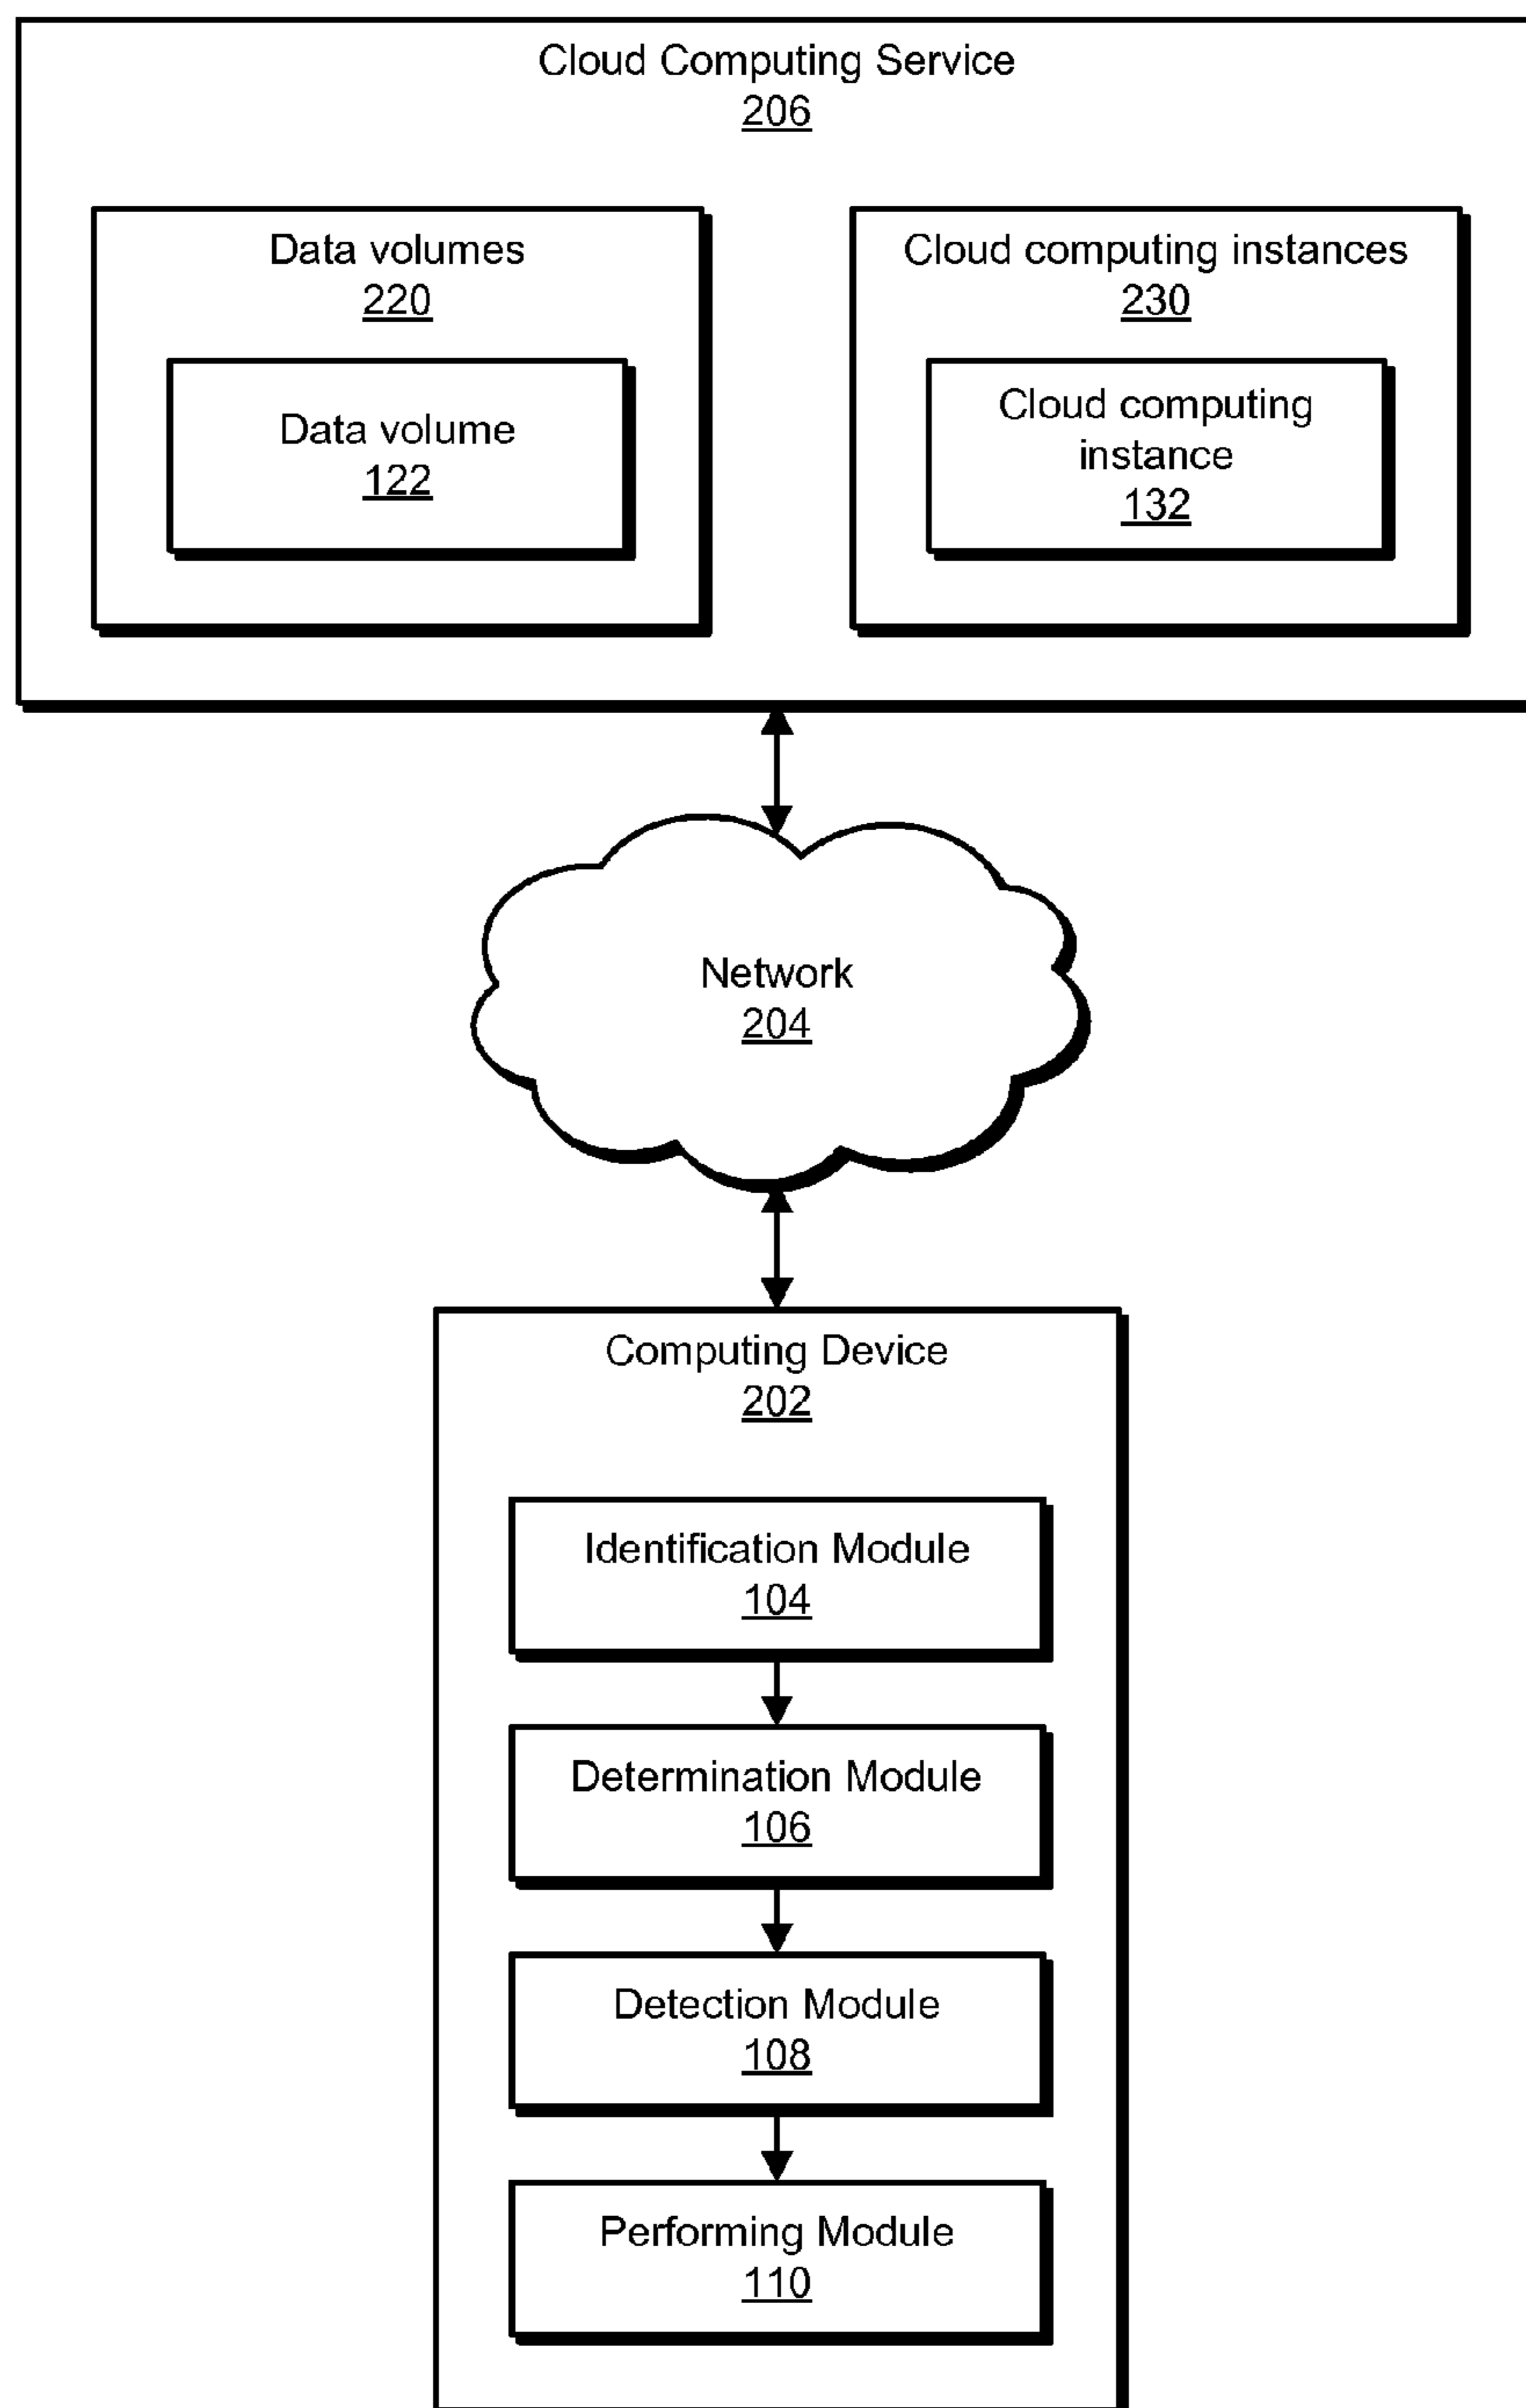 Cloud Computing Service
206
Data volumes
220
Data volume
122
Cloud computing instances
230
Cloud computing
instance
132
Network
204
Computing Device
202
Identification Module
104
Determination Module
106
Detection Module
108
Performing Module
110